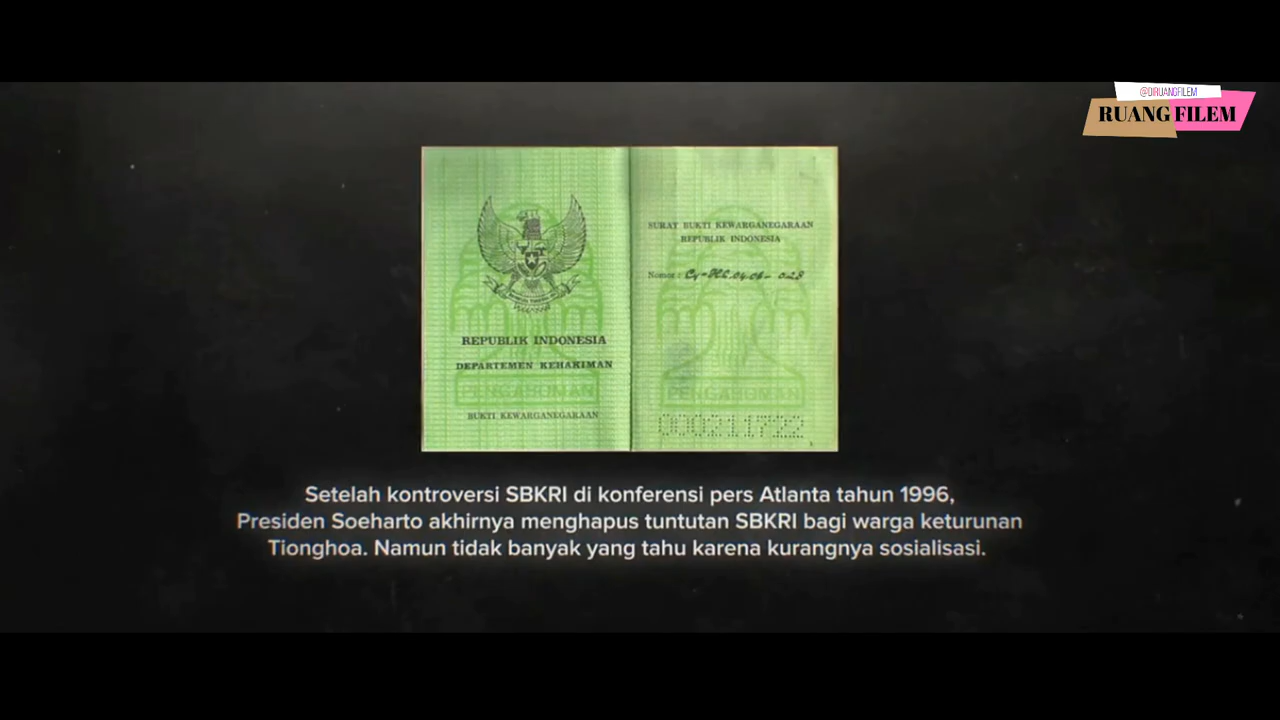 @DIRUANGFILEM
RUANG FILEM
REPUBLIK INDONESIA
DEPARTEMEN KEHAKIMAN
PENGAYOMAN
BUKTI KEWARGANEGARAAN
SURAT BUKTI KEWARGANEGARAAN
REPUBLIK INDONESIA
Nomor :
PENGAYOMAN
000211722
Setelah kontroversi SBKRI di konferensi pers Atlanta tahun 1996,
Presiden Soeharto akhirnya menghapus tuntutan SBKRI bagi warga keturunan
Tionghoa. Namun tidak banyak yang tahu karena kurangnya sosialisasi.